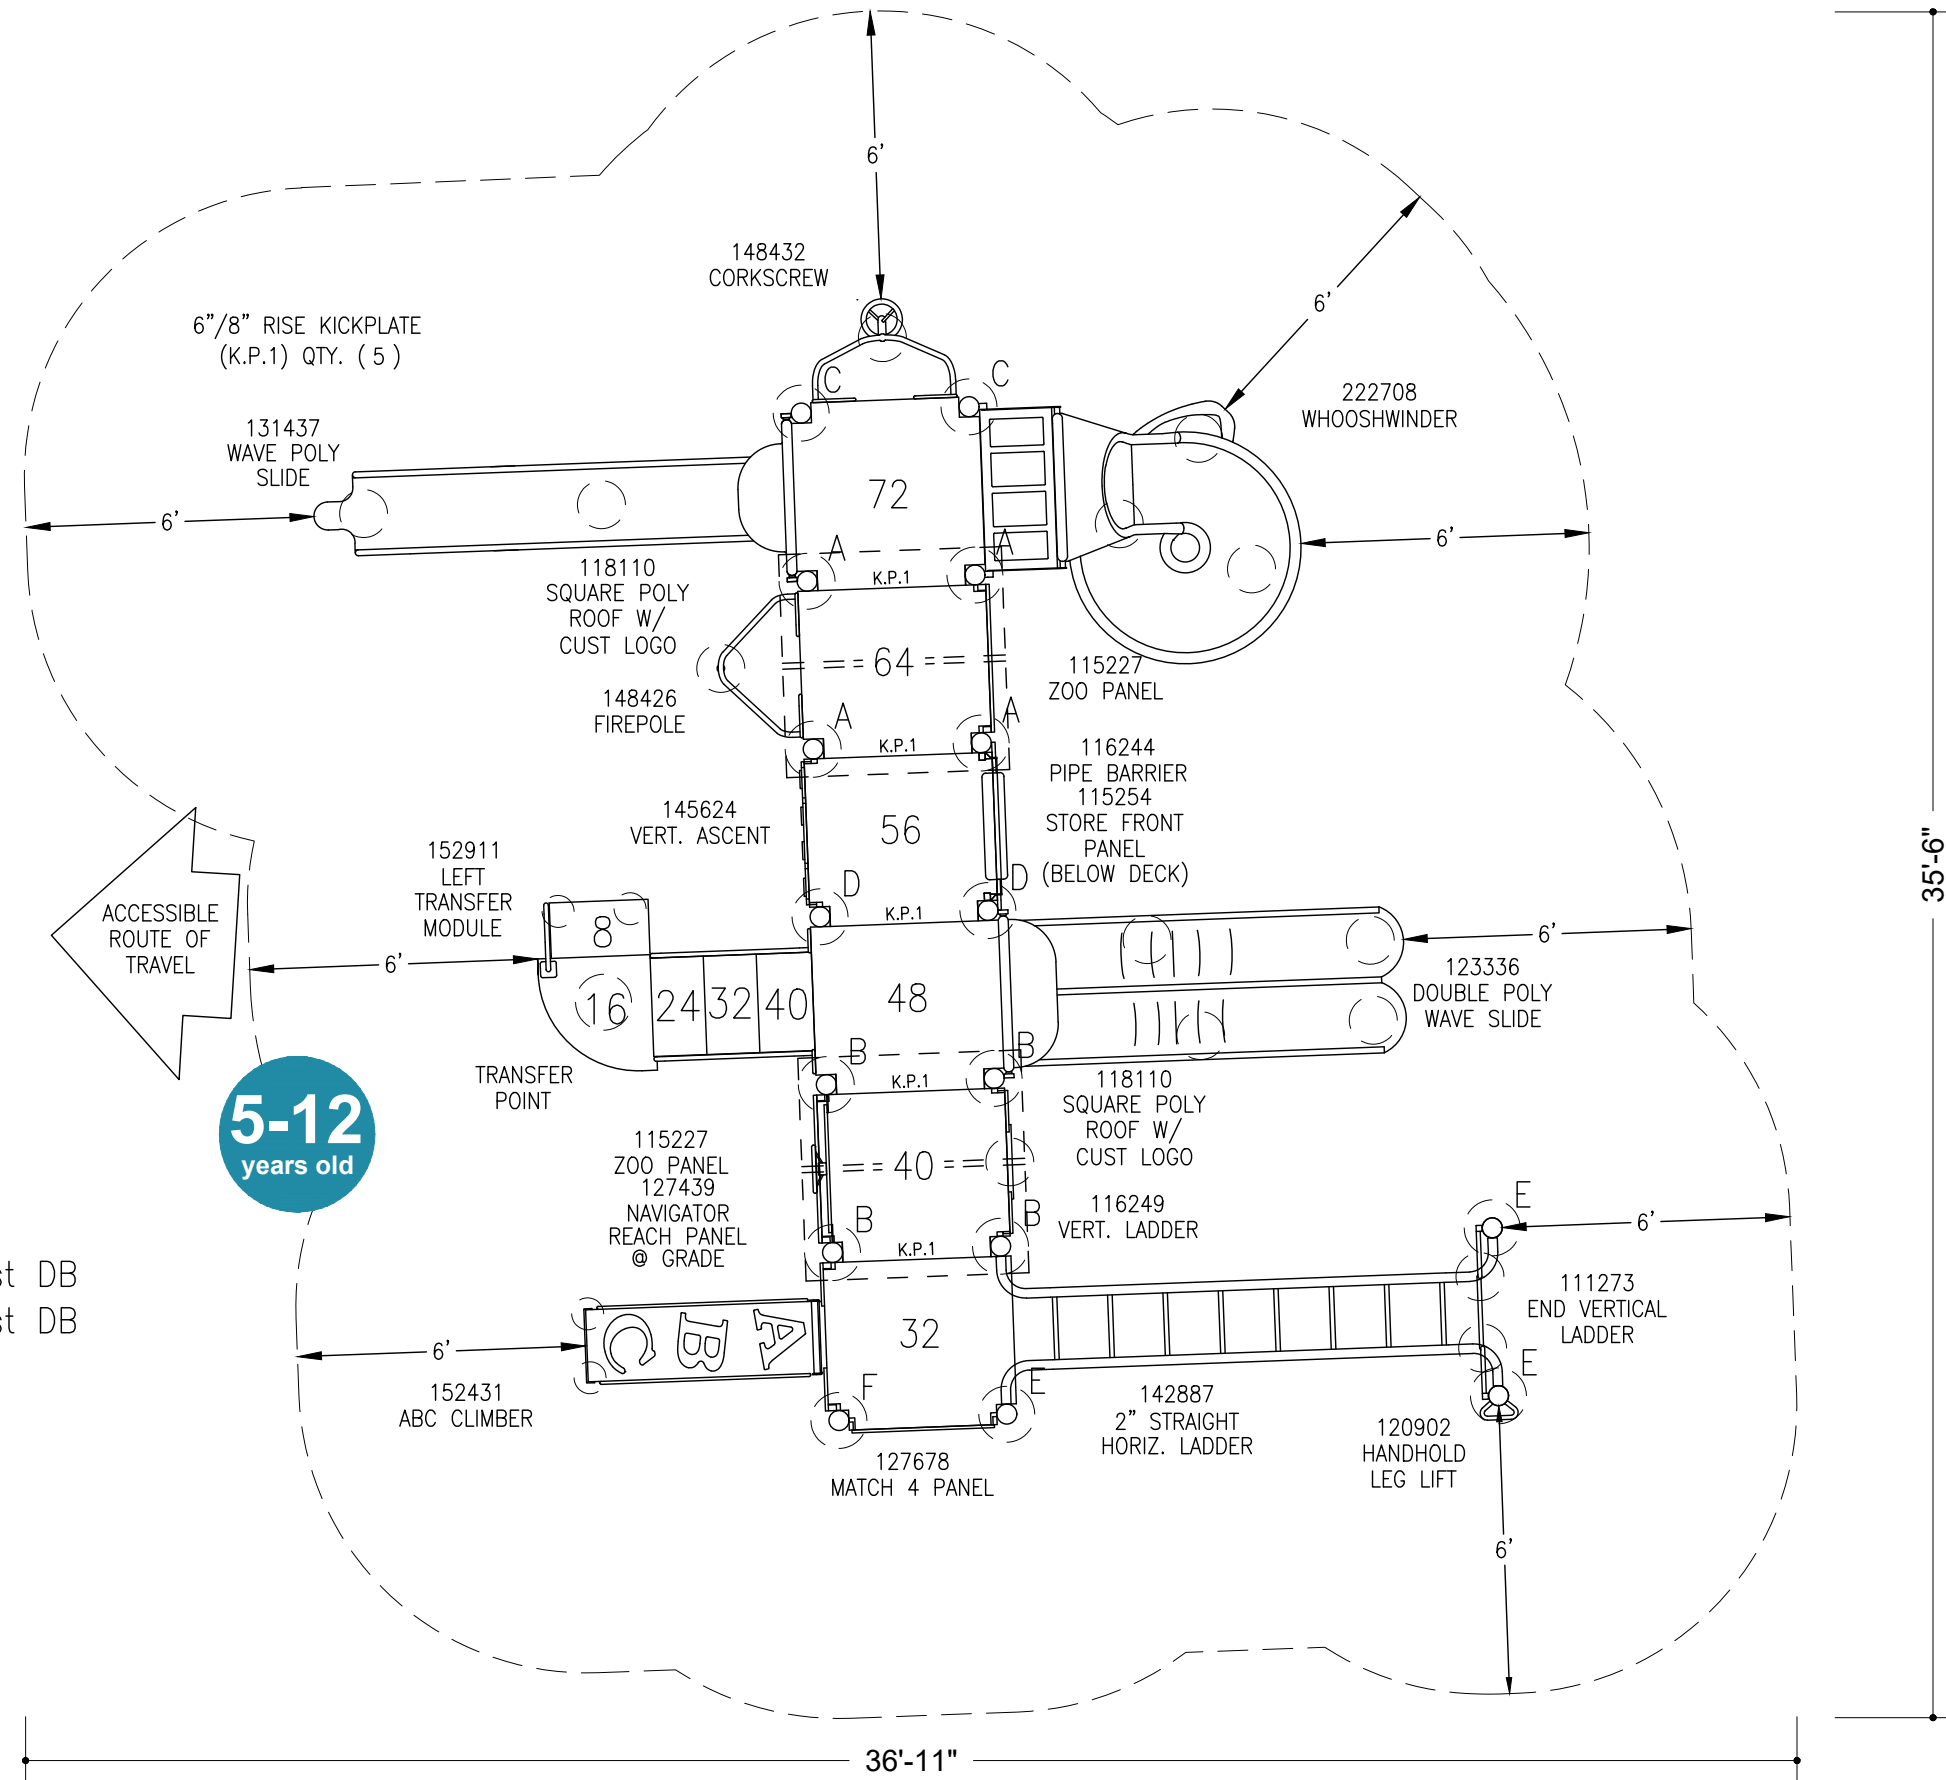 6'
148432
CORKSCREW
6"/8" RISE KICKPLATE
(K.P.1) QTY. (5)
6'
C
C
222708
WHOOSHWINDER
131437
WAVE POLY
SLIDE
72
6'
6'
A
A
K.P.1
118110
SQUARE POLY
ROOF W/
CUST LOGO
64
115227
ZOO PANEL
148426
FIREPOLE
A
A
K.P.1
116244
PIPE BARRIER
115254
STORE FRONT
PANEL
(BELOW DECK)
145624
VERT. ASCENT
56
35'-6"
152911
LEFT
TRANSFER
MODULE
D
D
K.P.1
ACCESSIBLE
ROUTE OF
TRAVEL
8
6'
6'
123336
DOUBLE POLY
WAVE SLIDE
16
24
32
40
48
B
B
K.P.1
TRANSFER
POINT
118110
SQUARE POLY
ROOF W/
CUST LOGO
5-12
years old
115227
ZOO PANEL
127439
NAVIGATOR
REACH PANEL
@ GRADE
40
116249
VERT. LADDER
B
B
K.P.1
E
6'
st DB
st DB
111273
END VERTICAL
LADDER
32
A
B
C
6'
152431
ABC CLIMBER
F
E
E
142887
2" STRAIGHT
HORIZ. LADDER
120902
HANDHOLD
LEG LIFT
127678
MATCH 4 PANEL
6'
36'-11"